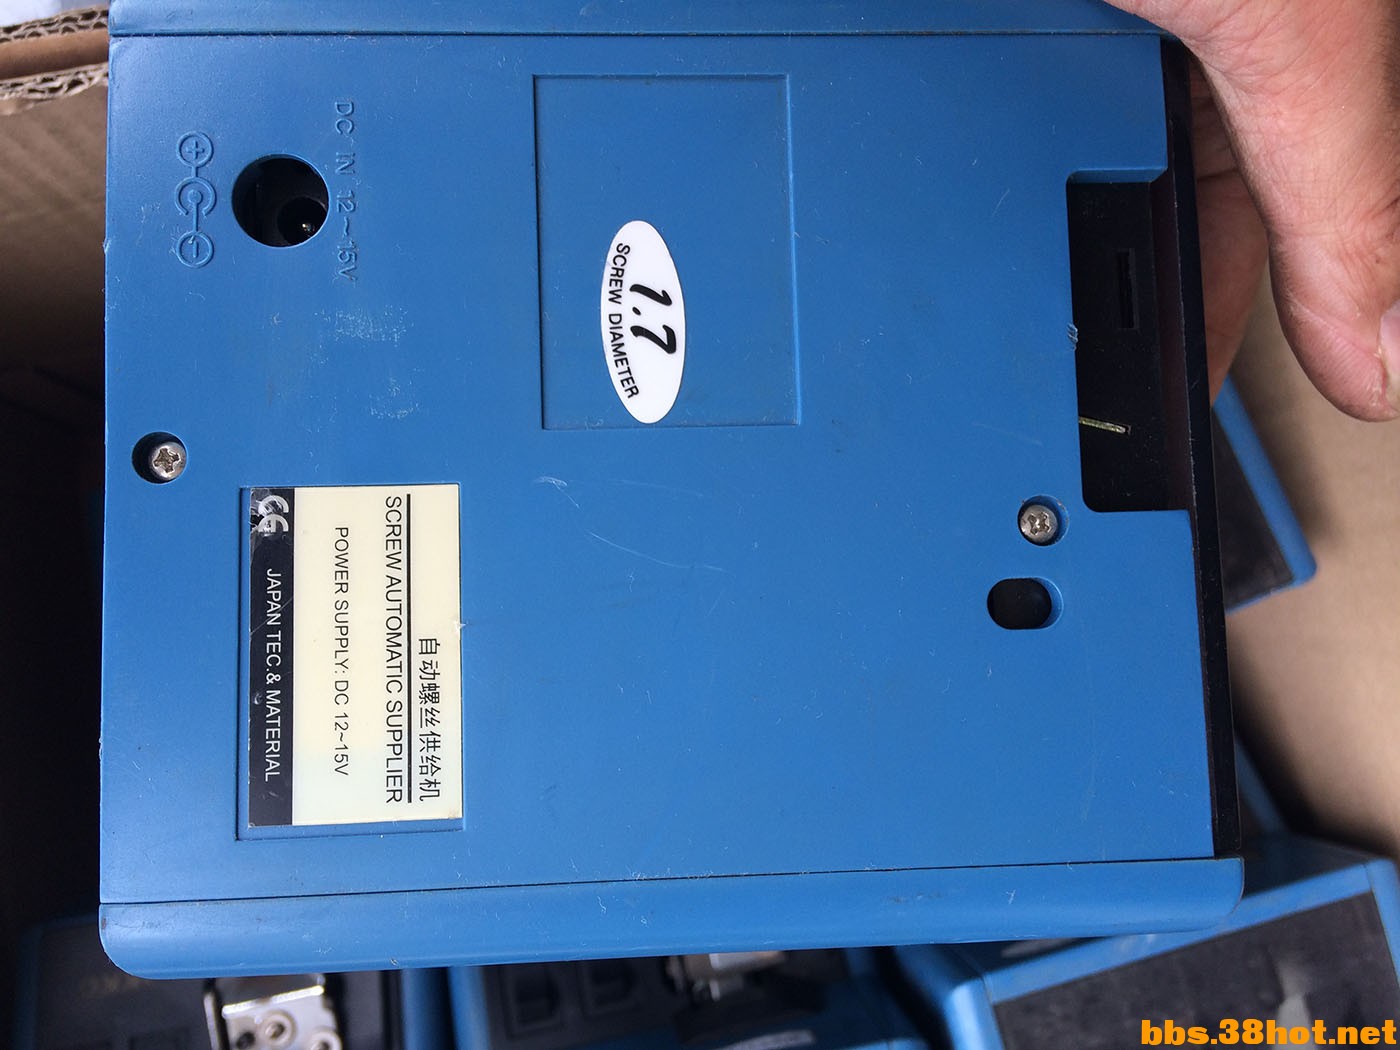 DC IN 12~15V
+ C -
1.7
SCREW DIAMETER
自动螺丝供给机
SCREW AUTOMATIC SUPPLIER
POWER SUPPLY: DC 12~15V
CE JAPAN TEC.& MATERIAL
bbs.38hot.net